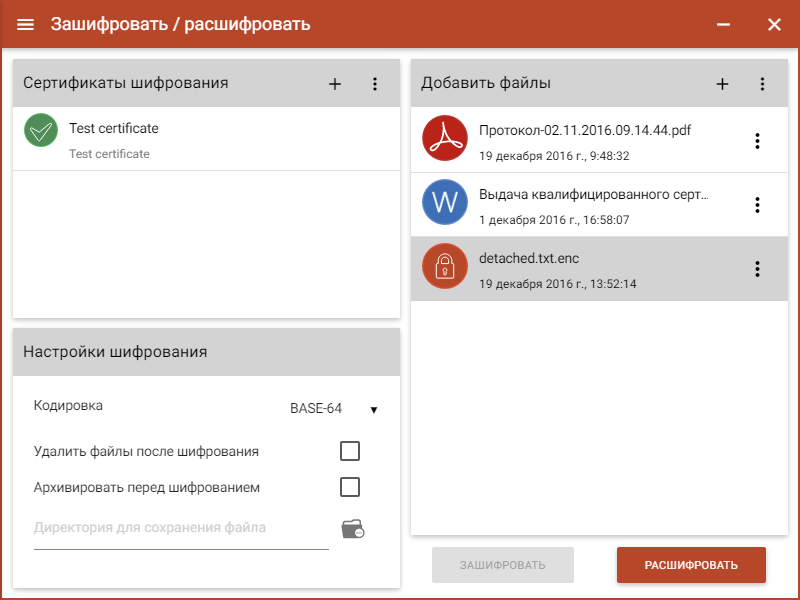 Зашифровать / расшифровать
Сертификаты шифрования
Test certificate
Test certificate
Настройки шифрования
Кодировка
BASE-64
Удалить файлы после шифрования
Архивировать перед шифрованием
Директория для сохранения файла
Добавить файлы
Протокол-02.11.2016.09.14.44.pdf
19 декабря 2016 г., 9:48:32
W
Выдача квалифицированного серт...
1 декабря 2016 г., 16:58:07
detached.txt.enc
19 декабря 2016 г., 13:52:14
ЗАШИФРОВАТЬ
РАСШИФРОВАТЬ